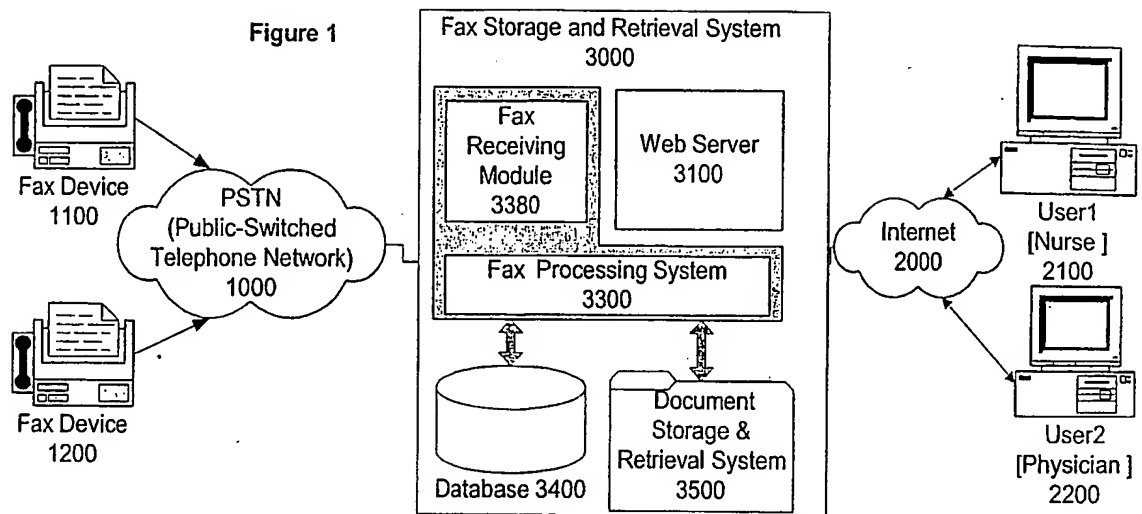 Figure 1
Fax Device
1100
Fax Device
1200
PSTN
(Public-Switched
Telephone Network)
1000
Fax Storage and Retrieval System
3000
Fax
Receiving
Module
3380
Web Server
3100
Fax Processing System
3300
Database 3400
Document
Storage &
Retrieval System
3500
Internet
2000
User1
[Nurse ]
2100
User2
[Physician ]
2200